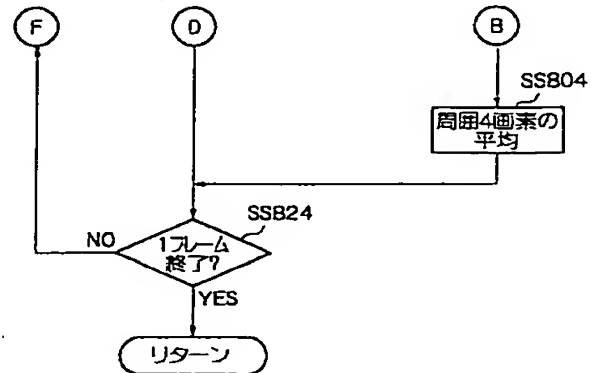 F
D
B
SS804
周囲4画素の
平均
SS824
NO
1フレーム
終了?
YES
リターン